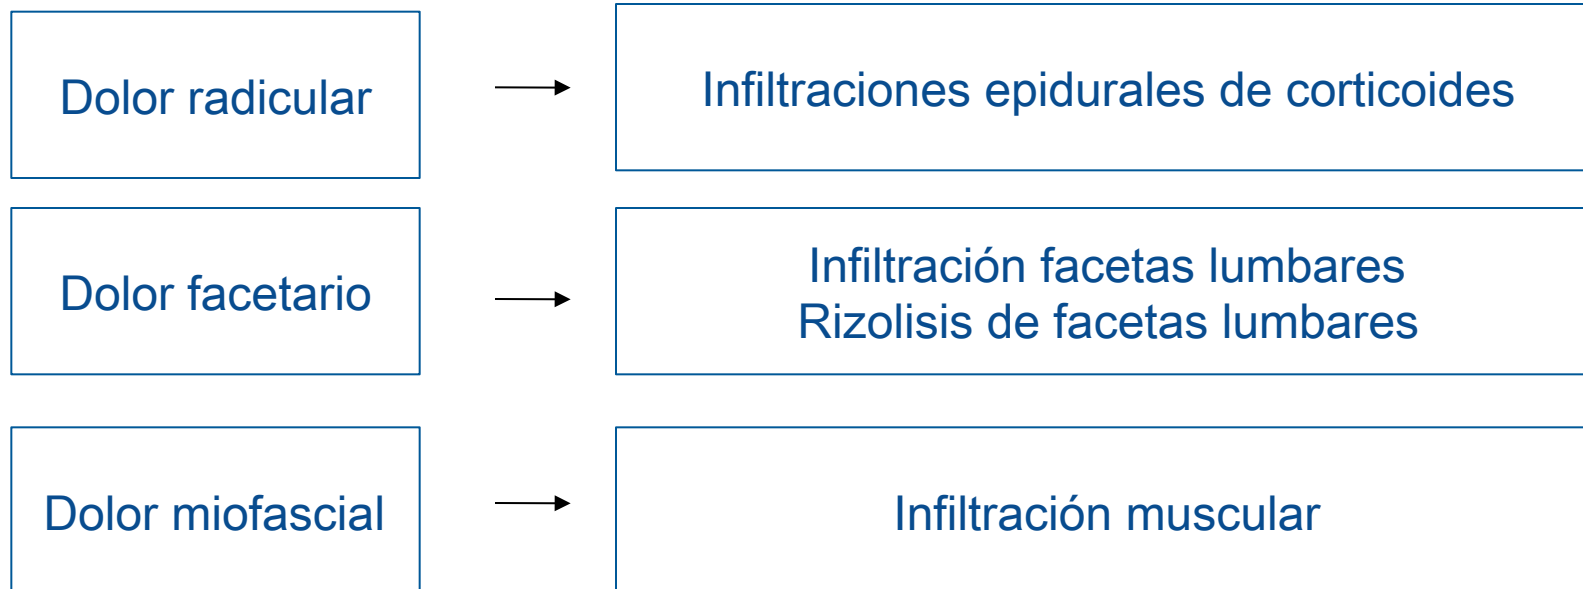 Dolor radicular
Infiltraciones epidurales de corticoides
Dolor facetario
Infiltración facetas lumbares
Rizolisis de facetas lumbares
Dolor miofascial
Infiltración muscular